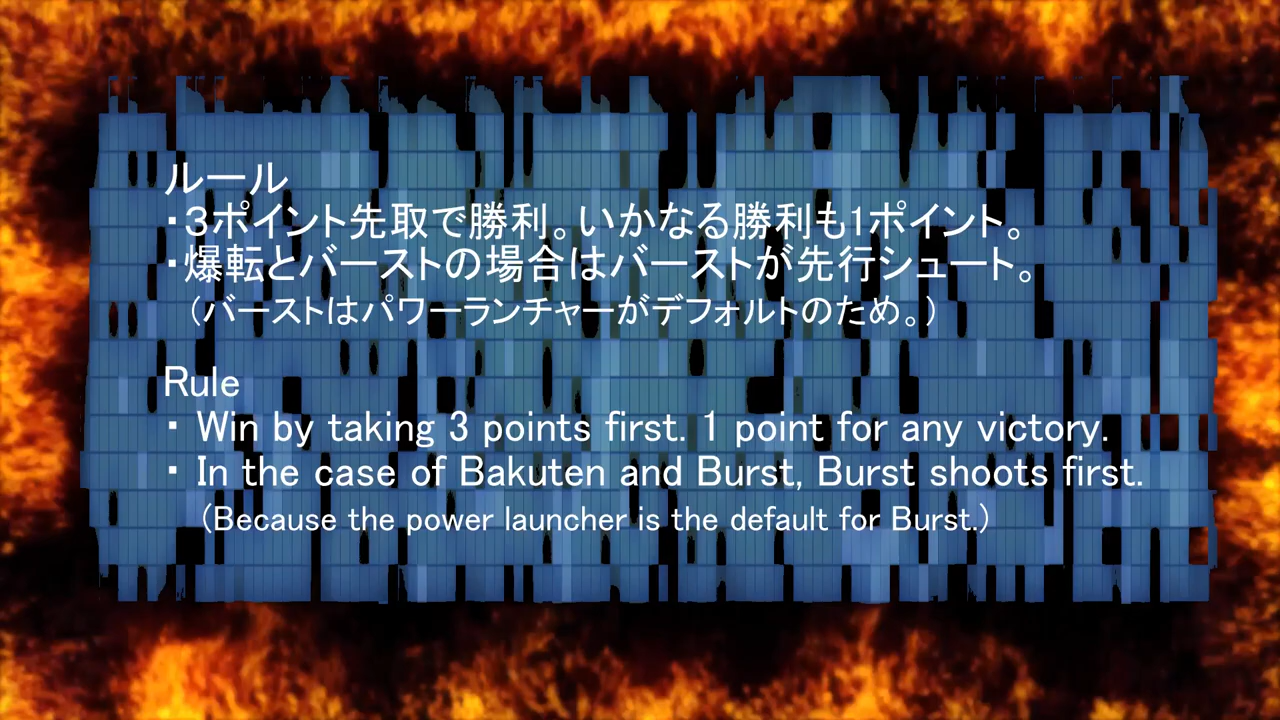 ルール
・３ポイント先取で勝利。いかなる勝利も1ポイント。
・爆転とバーストの場合はバーストが先行シュート。
（バーストはパワーランチャーがデフォルトのため。）
Rule
・ Win by taking 3 points first. 1 point for any victory.
・ In the case of Bakuten and Burst, Burst shoots first.
（Because the power launcher is the default for Burst.）